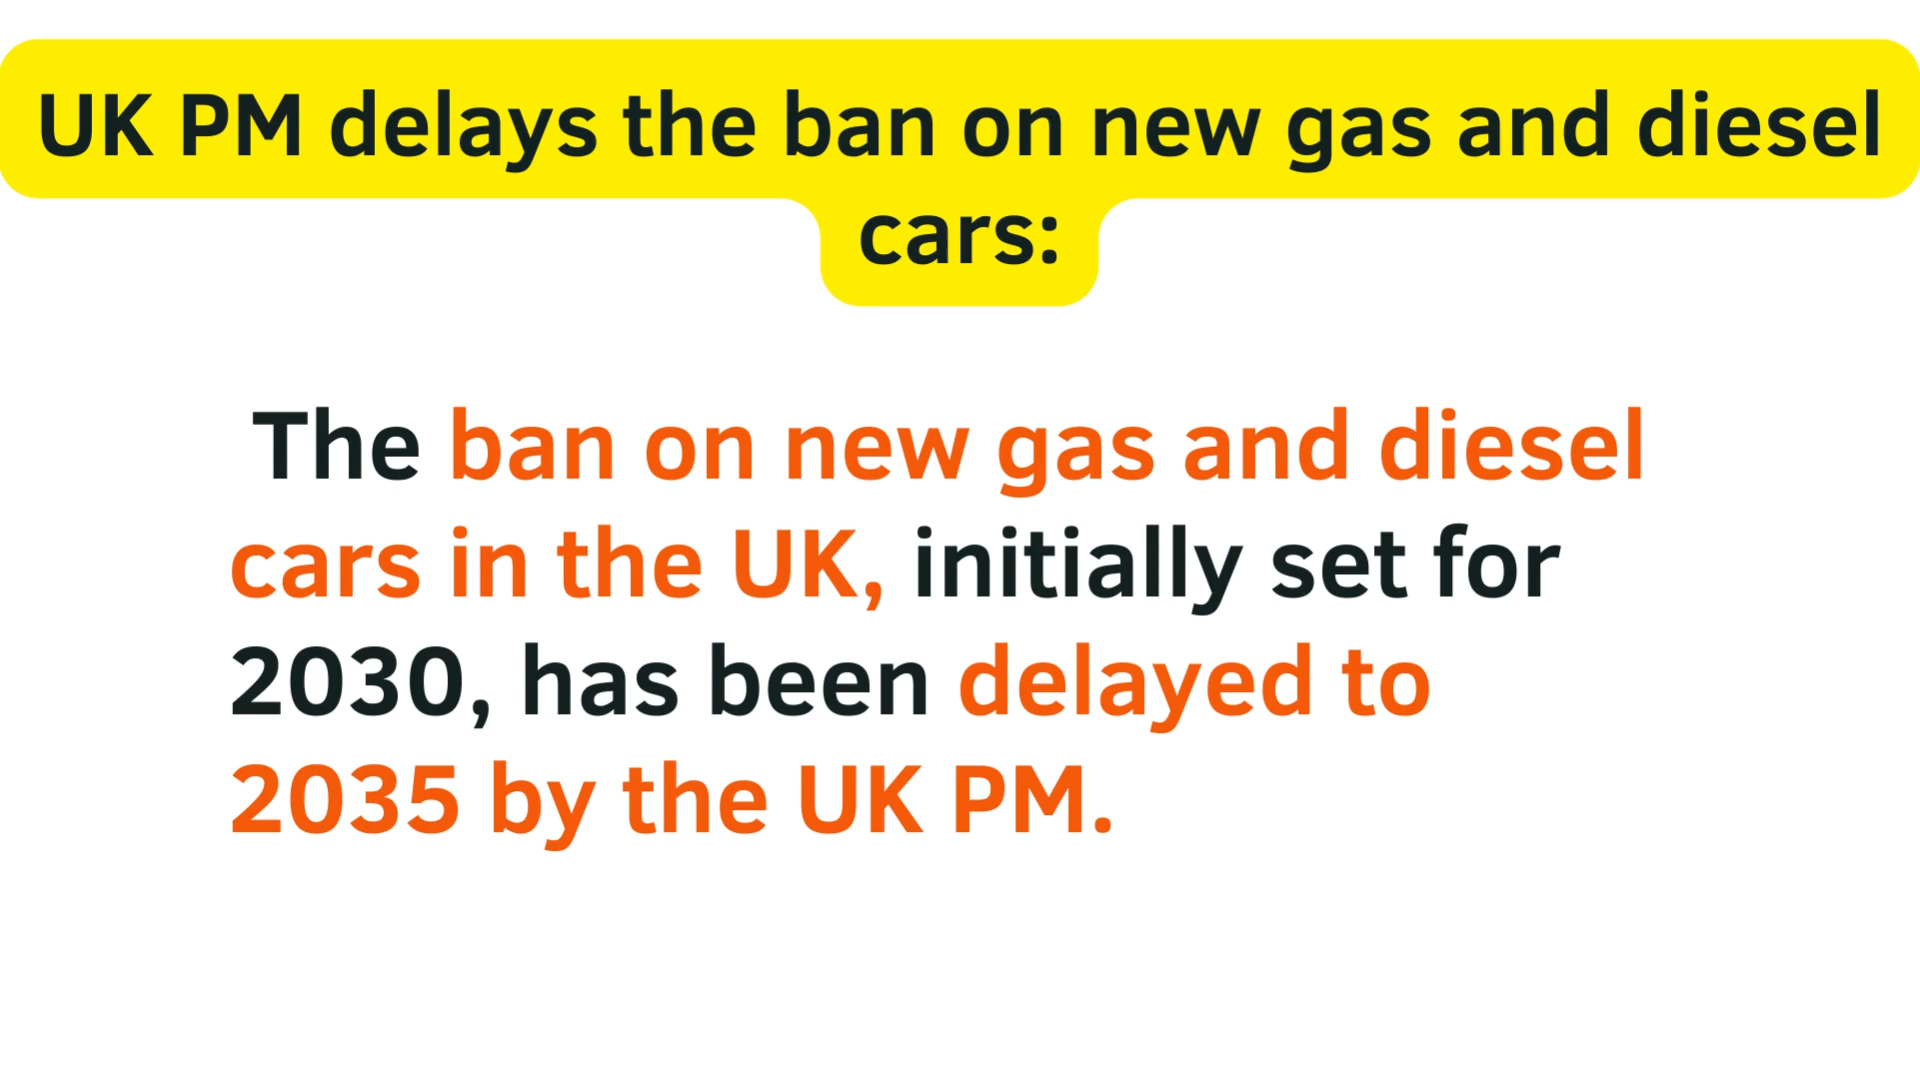 UK PM delays the ban on new gas and diesel
cars:
The ban on new gas and diesel
cars in the UK, initially set for
2030, has been delayed to
2035 by the UK PM.